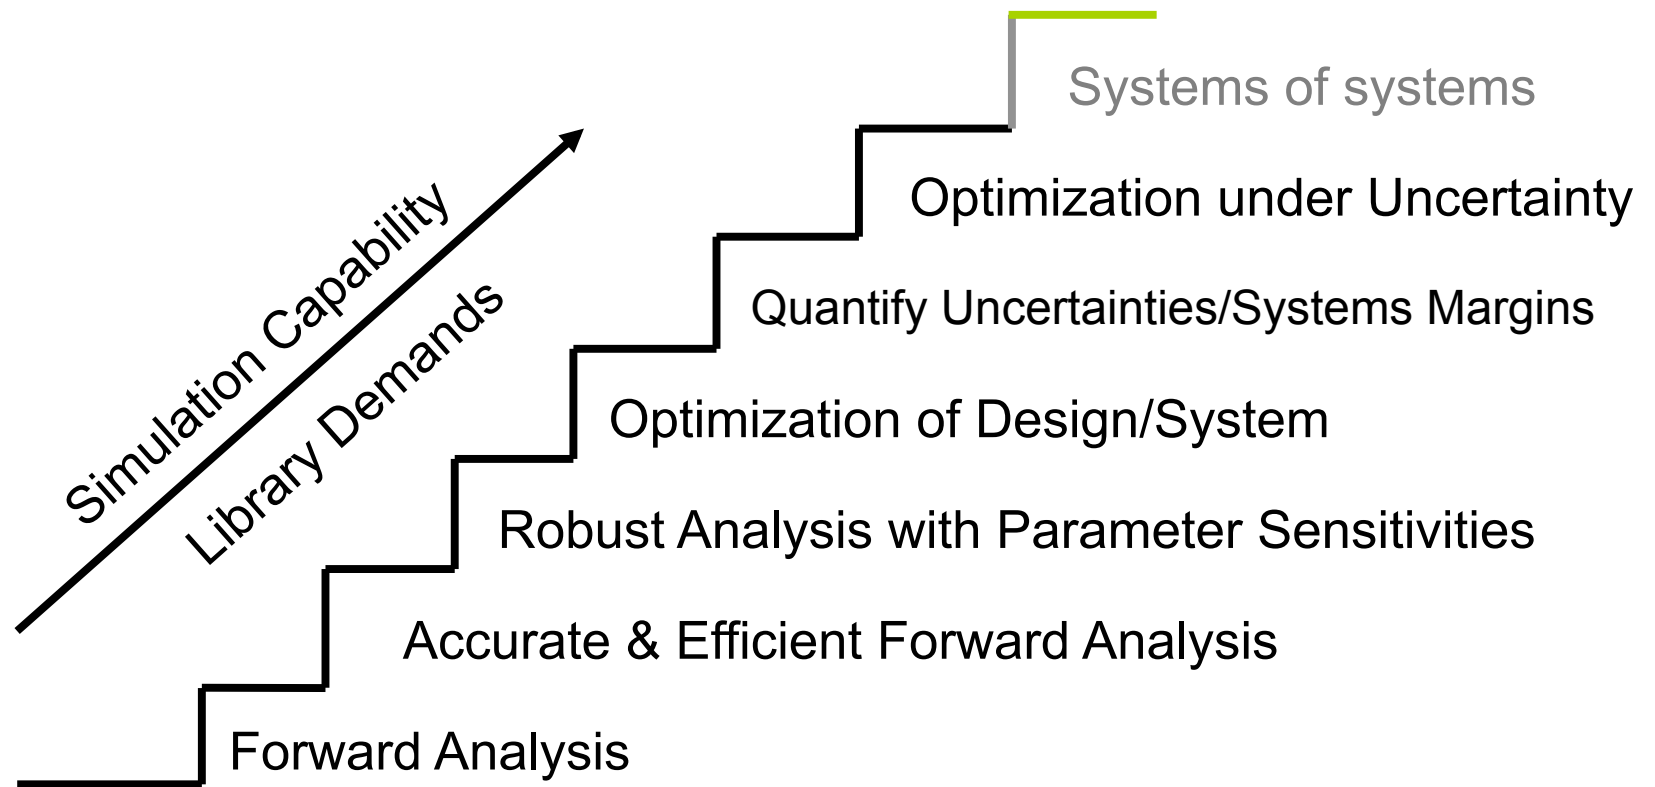 Systems of systems
Optimization under Uncertainty
Quantify Uncertainties/Systems Margins
Optimization of Design/System
Robust Analysis with Parameter Sensitivities
Accurate & Efficient Forward Analysis
Forward Analysis
Simulation Capability
Library Demands